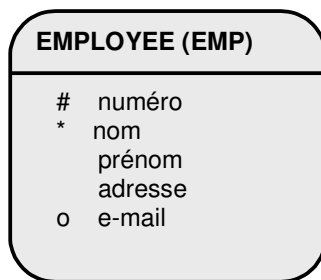 EMPLOYEE (EMP)
# numéro
* nom
prénom
adresse
o e-mail